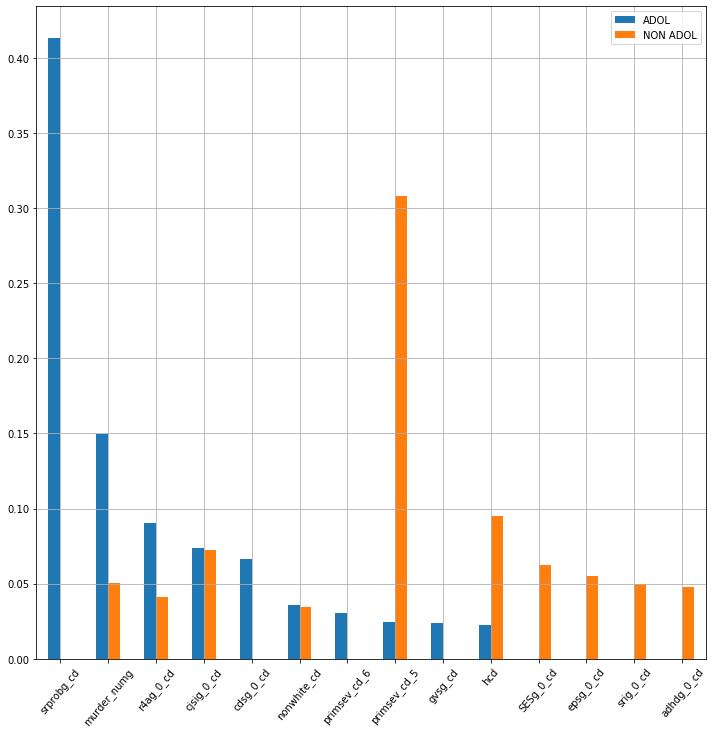 ADOL
NON ADOL
0.40
0.35
0.30
0.25
0.20
0.15
0.10
0.05
0.00
srprobg_cd
murder_numg
r4ag_0_cd
cjsig_0_cd
cdsg_0_cd
nonwhite_cd
primsev_cd_6
primsev_cd_5
gvsg_cd
hcd
SESg_0_cd
epsg_0_cd
srig_0_cd
adhdg_0_cd